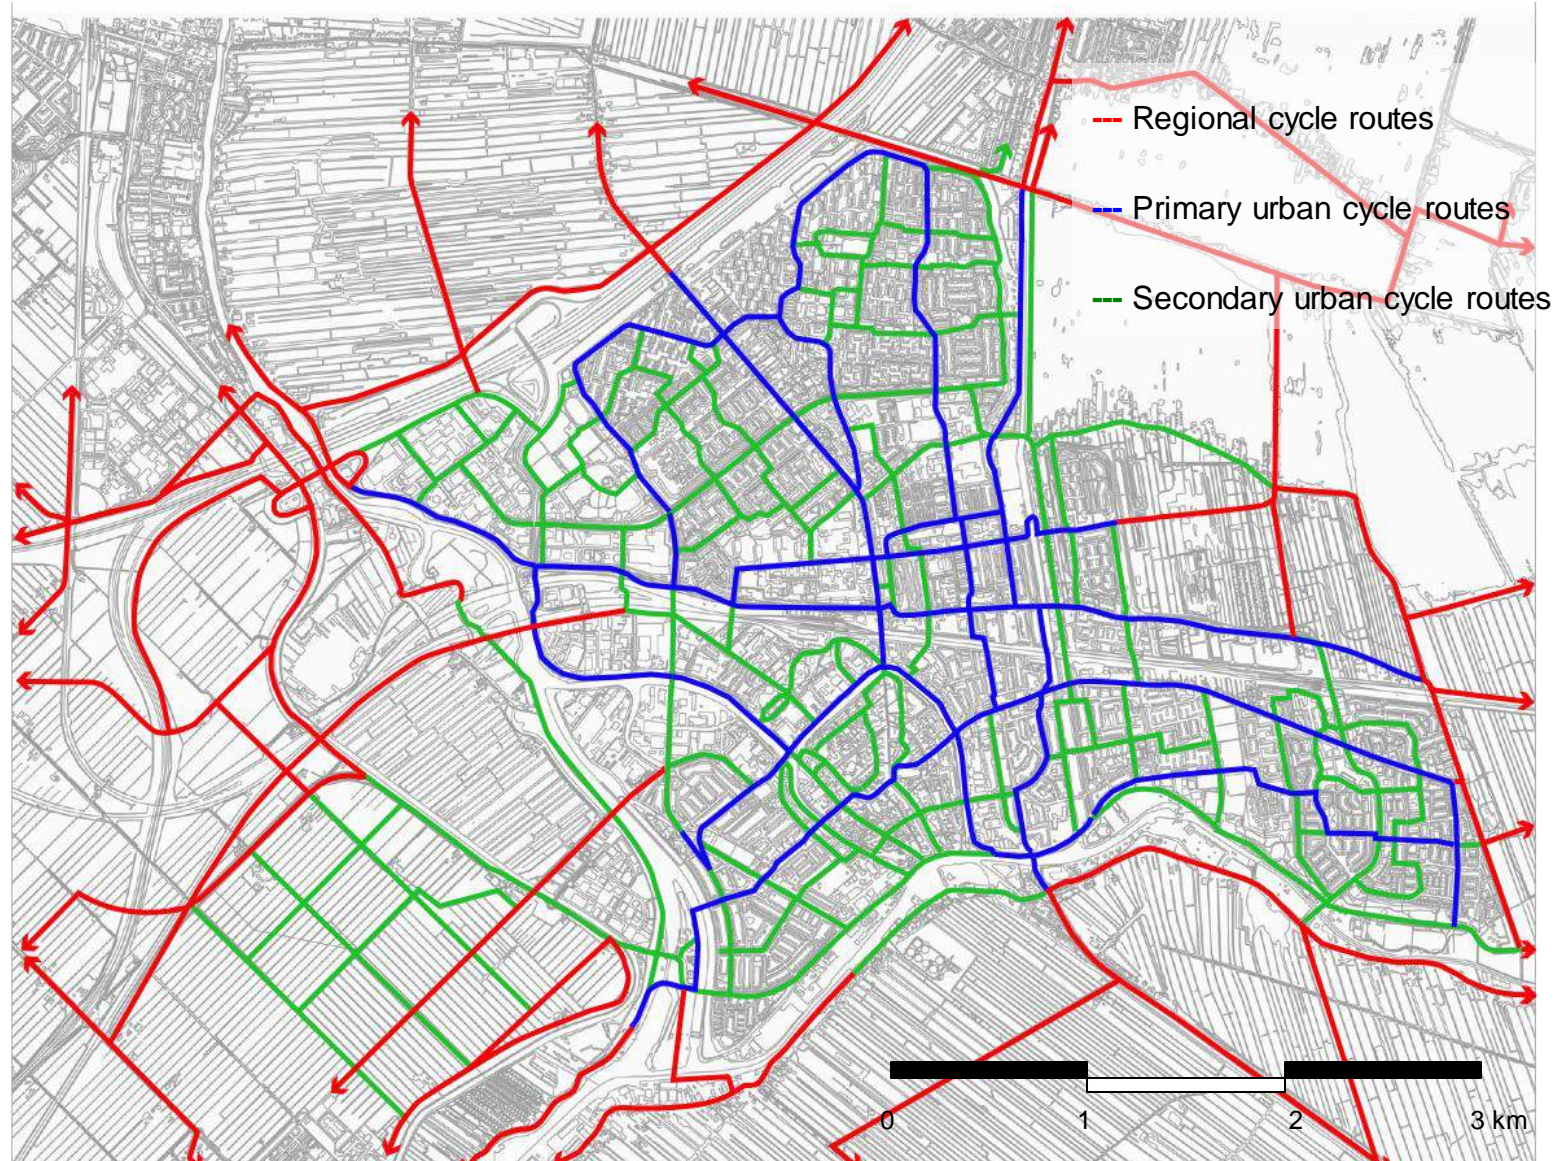 --- Regional cycle routes
--- Primary urban cycle routes
--- Secondary urban cycle routes
0 1 2 3 km